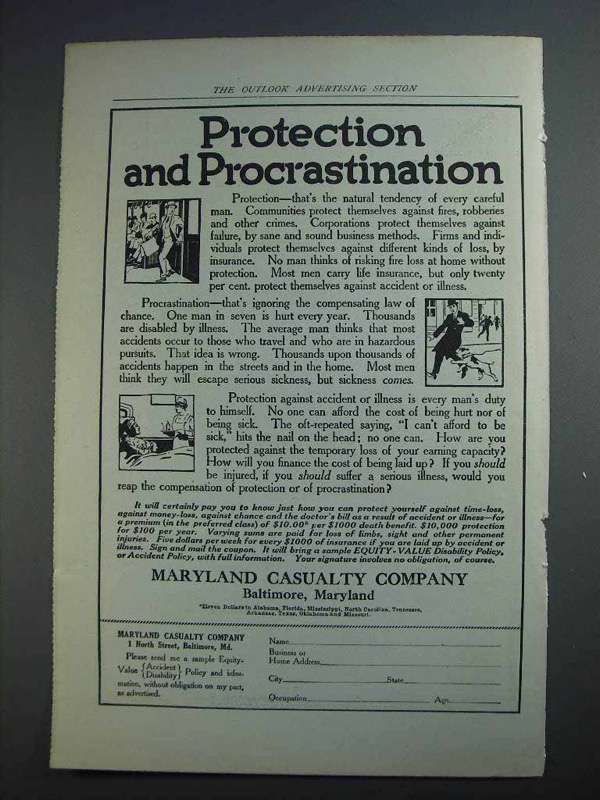 THE OUTLOOK ADVERTISING SECTION
Protection
and Procrastination
Protection—that's the natural tendency of every careful
man. Communities protect themselves against fires, robberies
and other crimes. Corporations protect themselves against
failure, by sane and sound business methods. Firms and indi-
viduals protect themselves against different kinds of loss, by
insurance. No man thinks of risking fire loss at home without
protection. Most men carry life insurance, but only twenty
per cent. protect themselves against accident or illness.
Procrastination—that's ignoring the compensating law of
chance. One man in seven is hurt every year. Thousands
are disabled by illness. The average man thinks that most
accidents occur to those who travel and who are in hazardous
pursuits. That idea is wrong. Thousands upon thousands of
accidents happen in the streets and in the home. Most men
think they will escape serious sickness, but sickness comes.
Protection against accident or illness is every man's duty
to himself. No one can afford the cost of being hurt nor of
being sick. The oft-repeated saying, "I can't afford to be
sick," hits the nail on the head; no one can. How are you
protected against the temporary loss of your earning capacity?
How will you finance the cost of being laid up? If you should
be injured, if you should suffer a serious illness, would you
reap the compensation of protection or of procrastination?
It will certainly pay you to know just how you can protect yourself against time-loss,
against money-loss, against chance and the doctor's bill as a result of accident or illness—for
a premium (in the preferred class) of $10.00* per $1000 death benefit. $10,000 protection
for $100 per year. Varying sums are paid for loss of limbs, sight and other permanent
injuries. Five dollars per week for every $1000 of insurance if you are laid up by accident or
illness. Sign and mail the coupon. It will bring a sample EQUITY-VALUE Disability Policy,
or Accident Policy, with full information. Your signature involves no obligation, of course.
MARYLAND CASUALTY COMPANY
Baltimore, Maryland
*Eleven Dollars in Alabama, Florida, Mississippi, North Carolina, Tennessee,
Arkansas, Texas, Oklahoma and Missouri.
MARYLAND CASUALTY COMPANY
1 North Street, Baltimore, Md.
Please send me a sample Equity-
Value {Accident / Disability} Policy and infor-
mation, without obligation on my part,
as advertised.
Name
Business or
Home Address
City State
Occupation Age